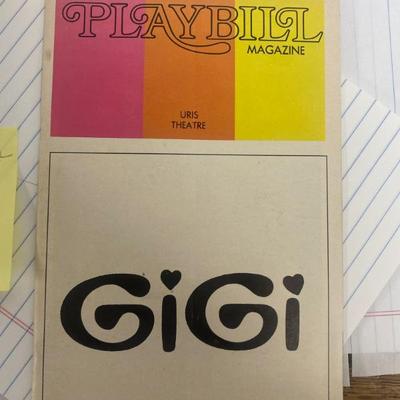 PLAYBILL
MAGAZINE
URIS
THEATRE
GiGi